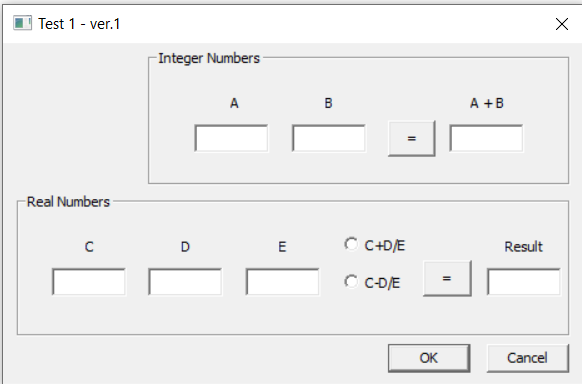 Test 1 - ver.1
Integer Numbers
A B A + B
=
Real Numbers
C D E C+D/E Result
C-D/E =
OK Cancel